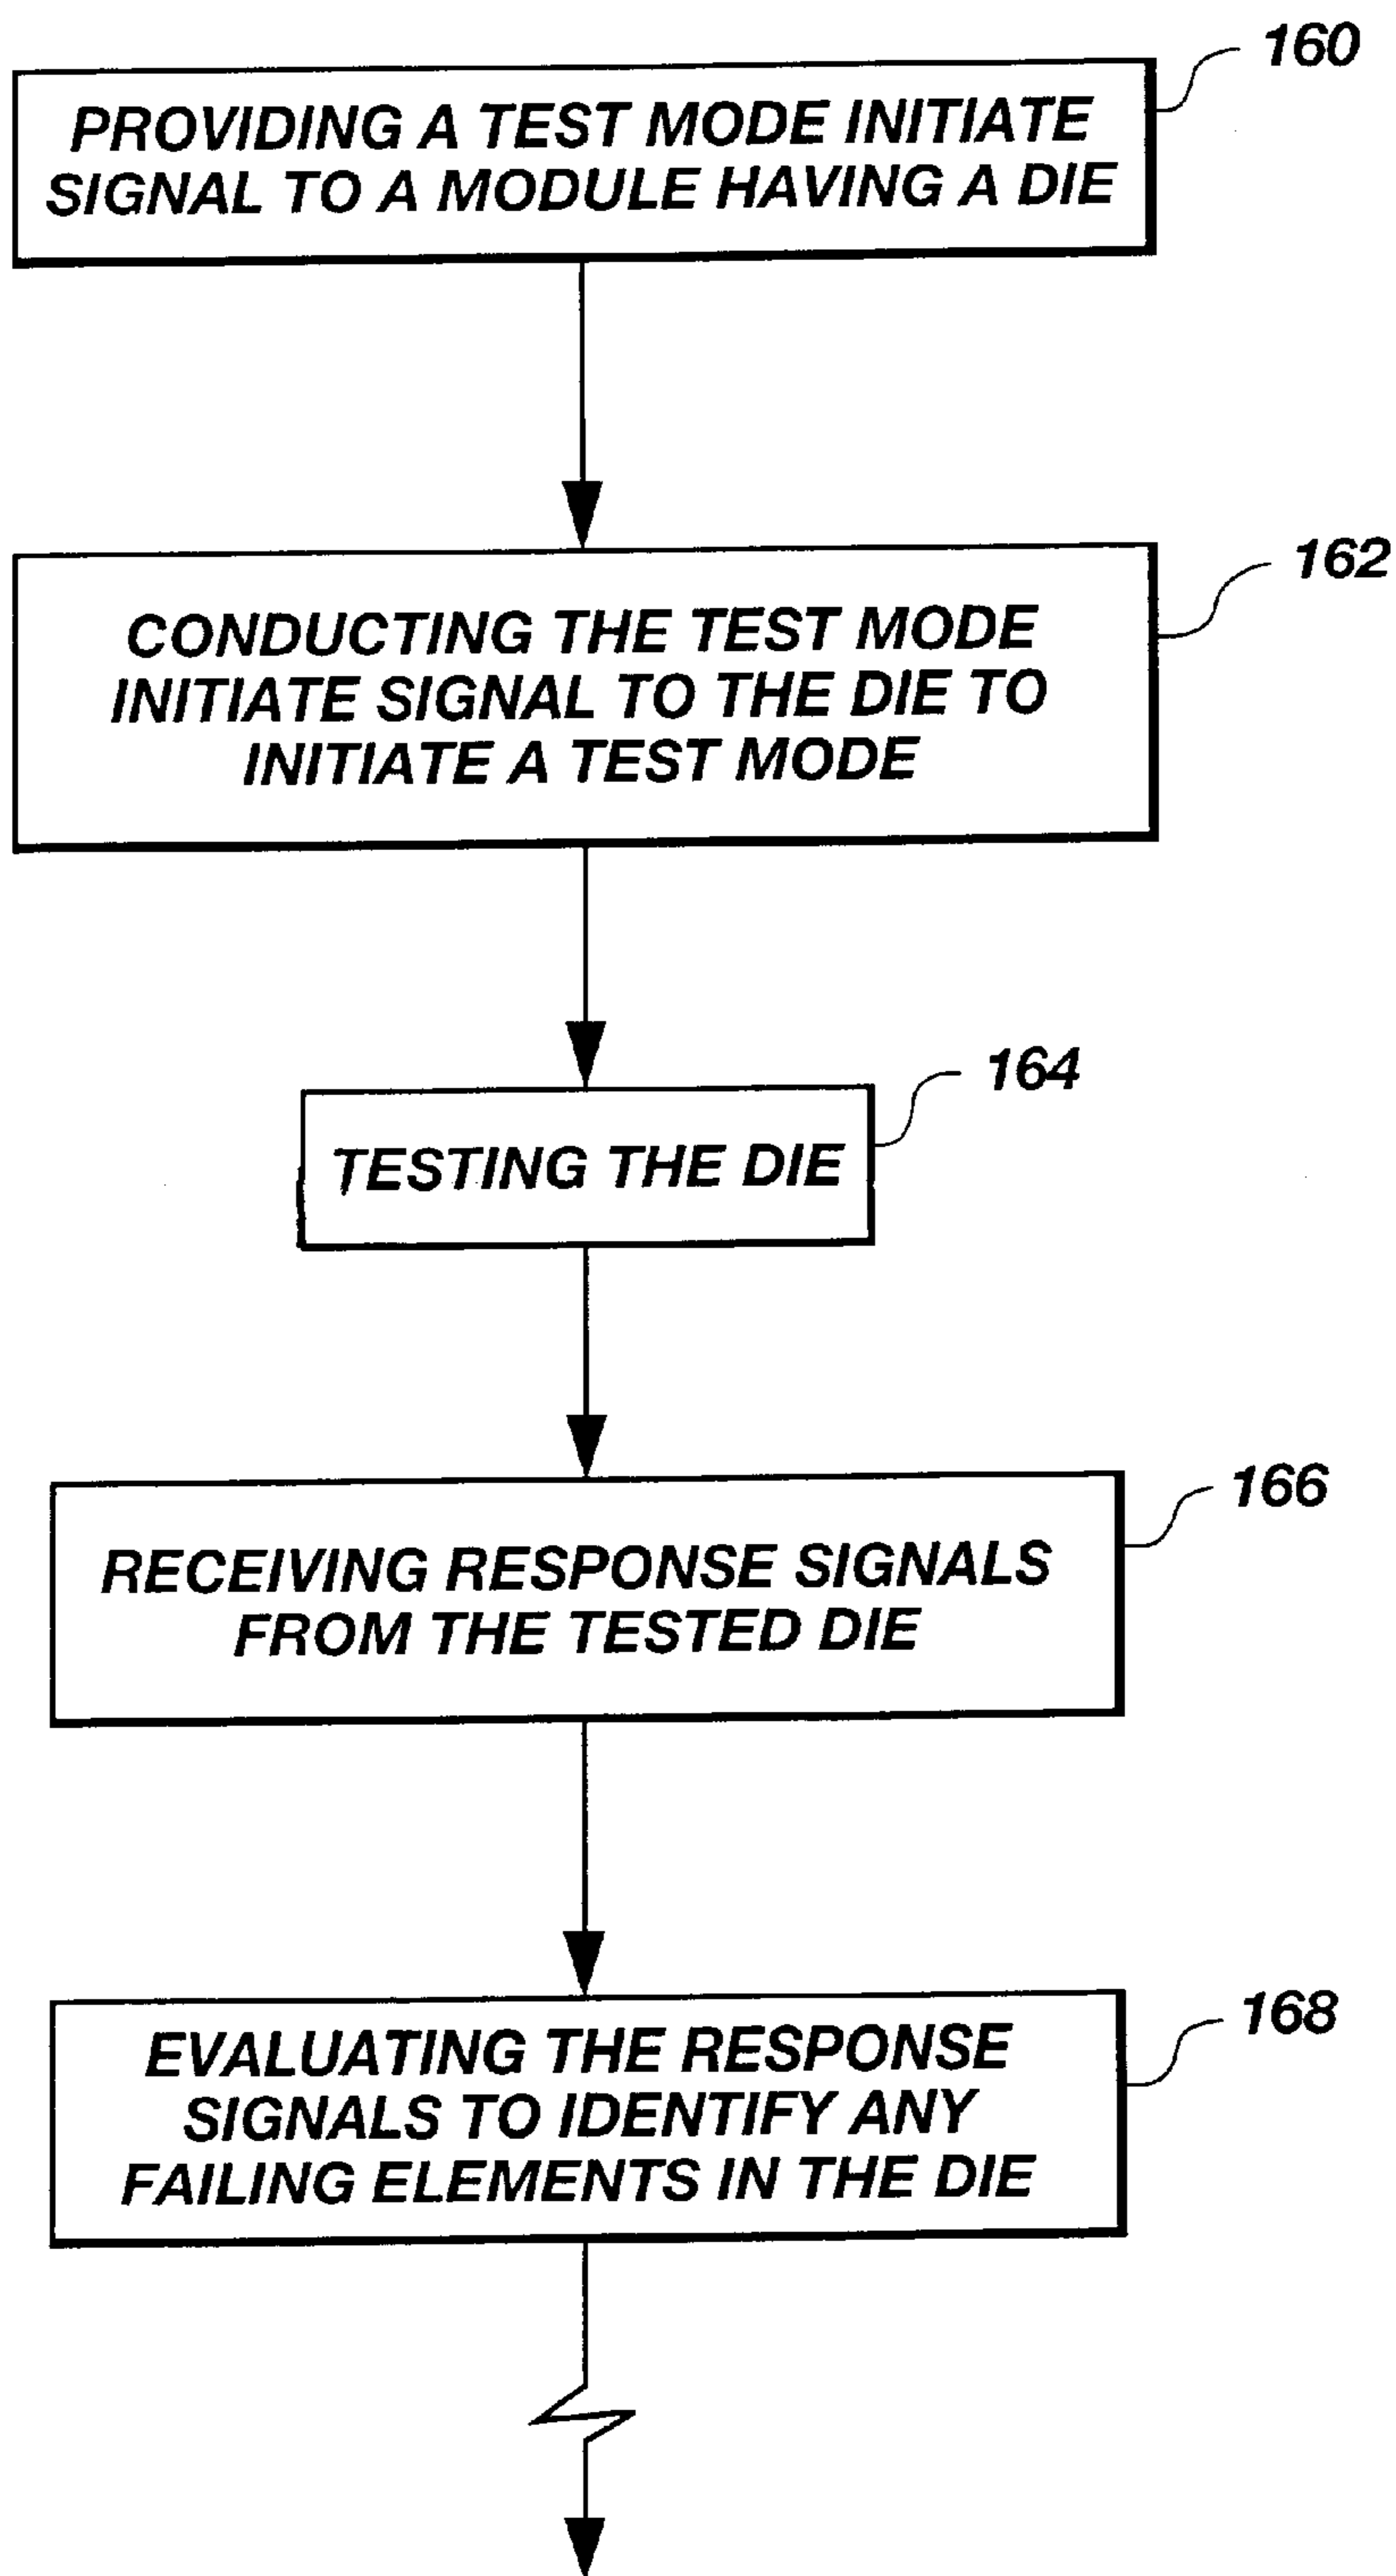 160
PROVIDING A TEST MODE INITIATE
SIGNAL TO A MODULE HAVING A DIE
162
CONDUCTING THE TEST MODE
INITIATE SIGNAL TO THE DIE TO
INITIATE A TEST MODE
164
TESTING THE DIE
166
RECEIVING RESPONSE SIGNALS
FROM THE TESTED DIE
168
EVALUATING THE RESPONSE
SIGNALS TO IDENTIFY ANY
FAILING ELEMENTS IN THE DIE